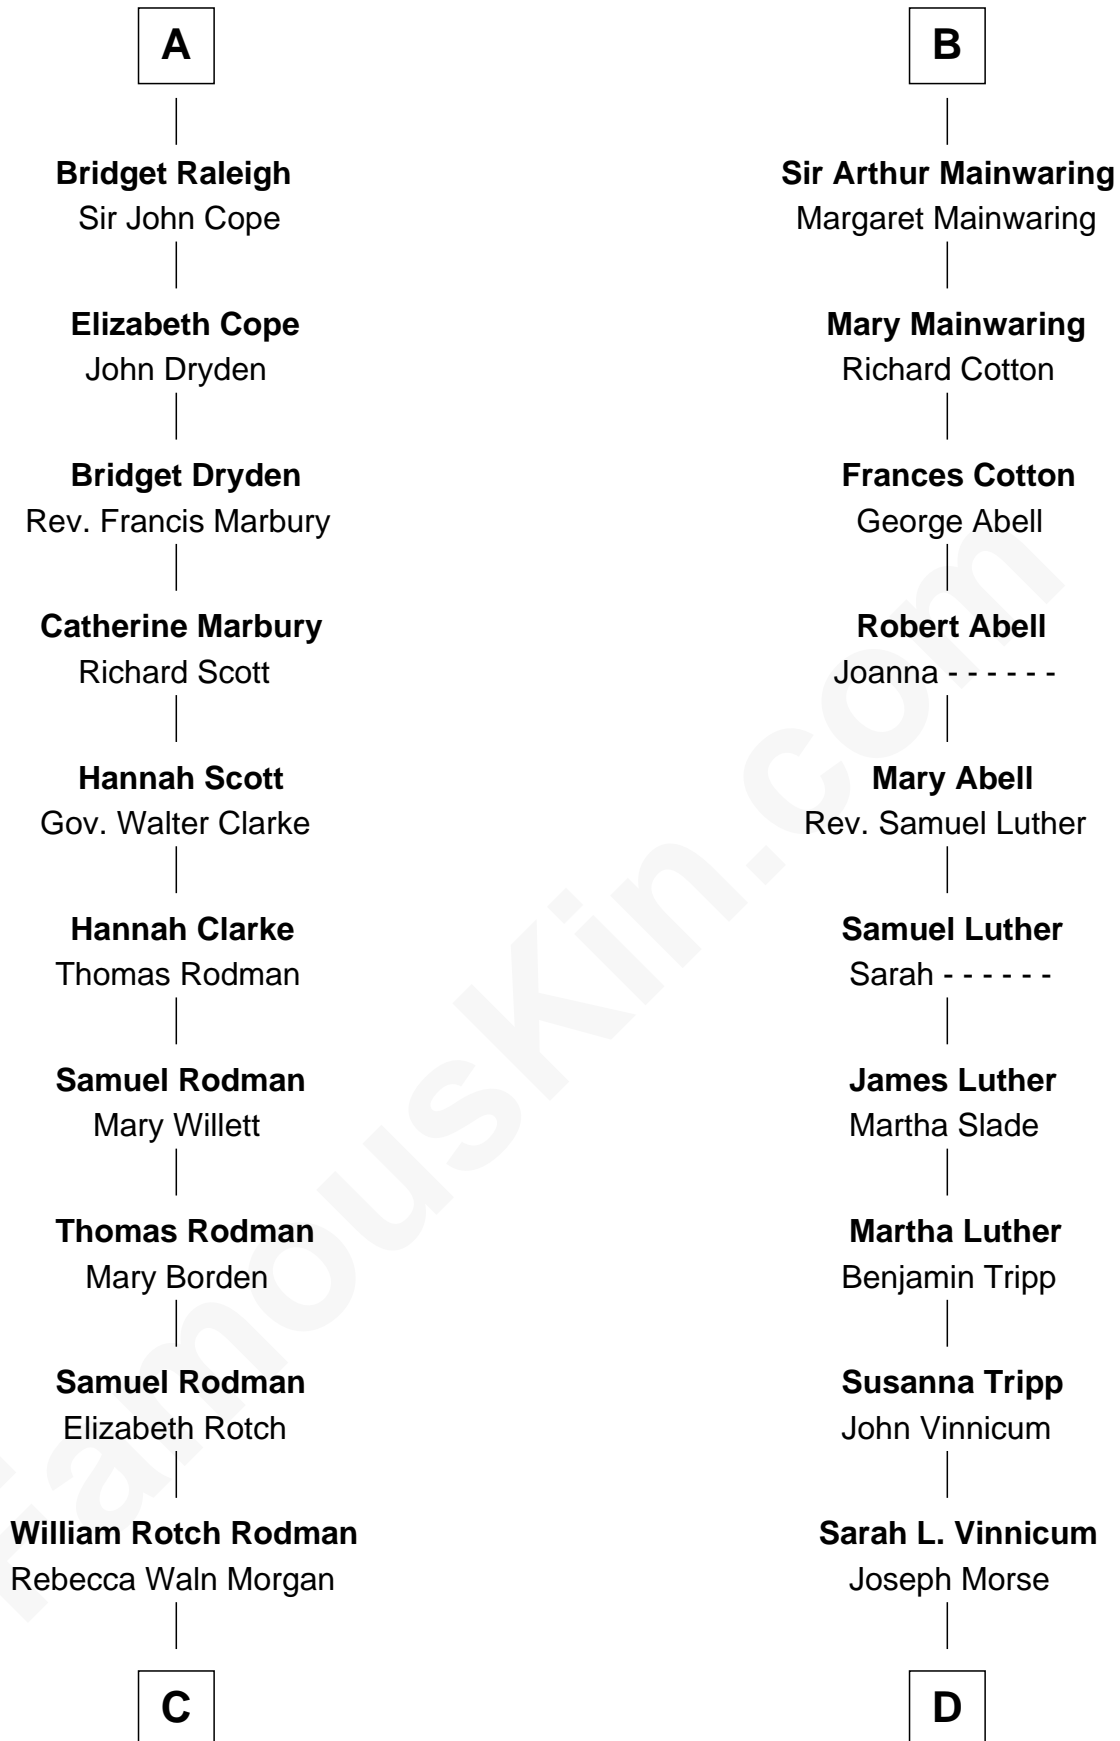 A
Bridget Raleigh
Sir John Cope
Elizabeth Cope
John Dryden
Bridget Dryden
Rev. Francis Marbury
Catherine Marbury
Richard Scott
Hannah Scott
Gov. Walter Clarke
Hannah Clarke
Thomas Rodman
Samuel Rodman
Mary Willett
Thomas Rodman
Mary Borden
Samuel Rodman
Elizabeth Rotch
William Rotch Rodman
Rebecca Waln Morgan
C
B
Sir Arthur Mainwaring
Margaret Mainwaring
Mary Mainwaring
Richard Cotton
Frances Cotton
George Abell
Robert Abell
Joanna - - - - - -
Mary Abell
Rev. Samuel Luther
Samuel Luther
Sarah - - - - - -
James Luther
Martha Slade
Martha Luther
Benjamin Tripp
Susanna Tripp
John Vinnicum
Sarah L. Vinnicum
Joseph Morse
D
FamousKin.com